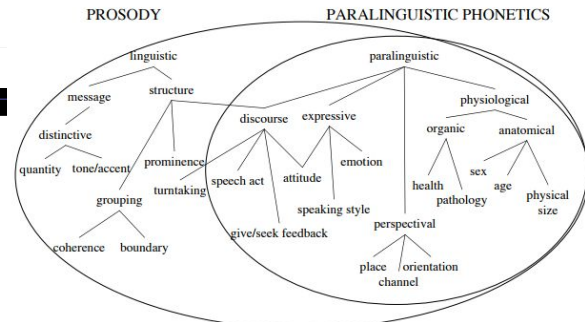 PROSODY PARALINGUISTIC PHONETICS
linguistic paralinguistic
message structure physiological
discourse expressive
distinctive organic anatomical
quantity tone/accent prominence emotion sex
turntaking speech act attitude health age
grouping pathology physical
size
speaking style
perspectival
coherence boundary give/seek feedback
place orientation
channel